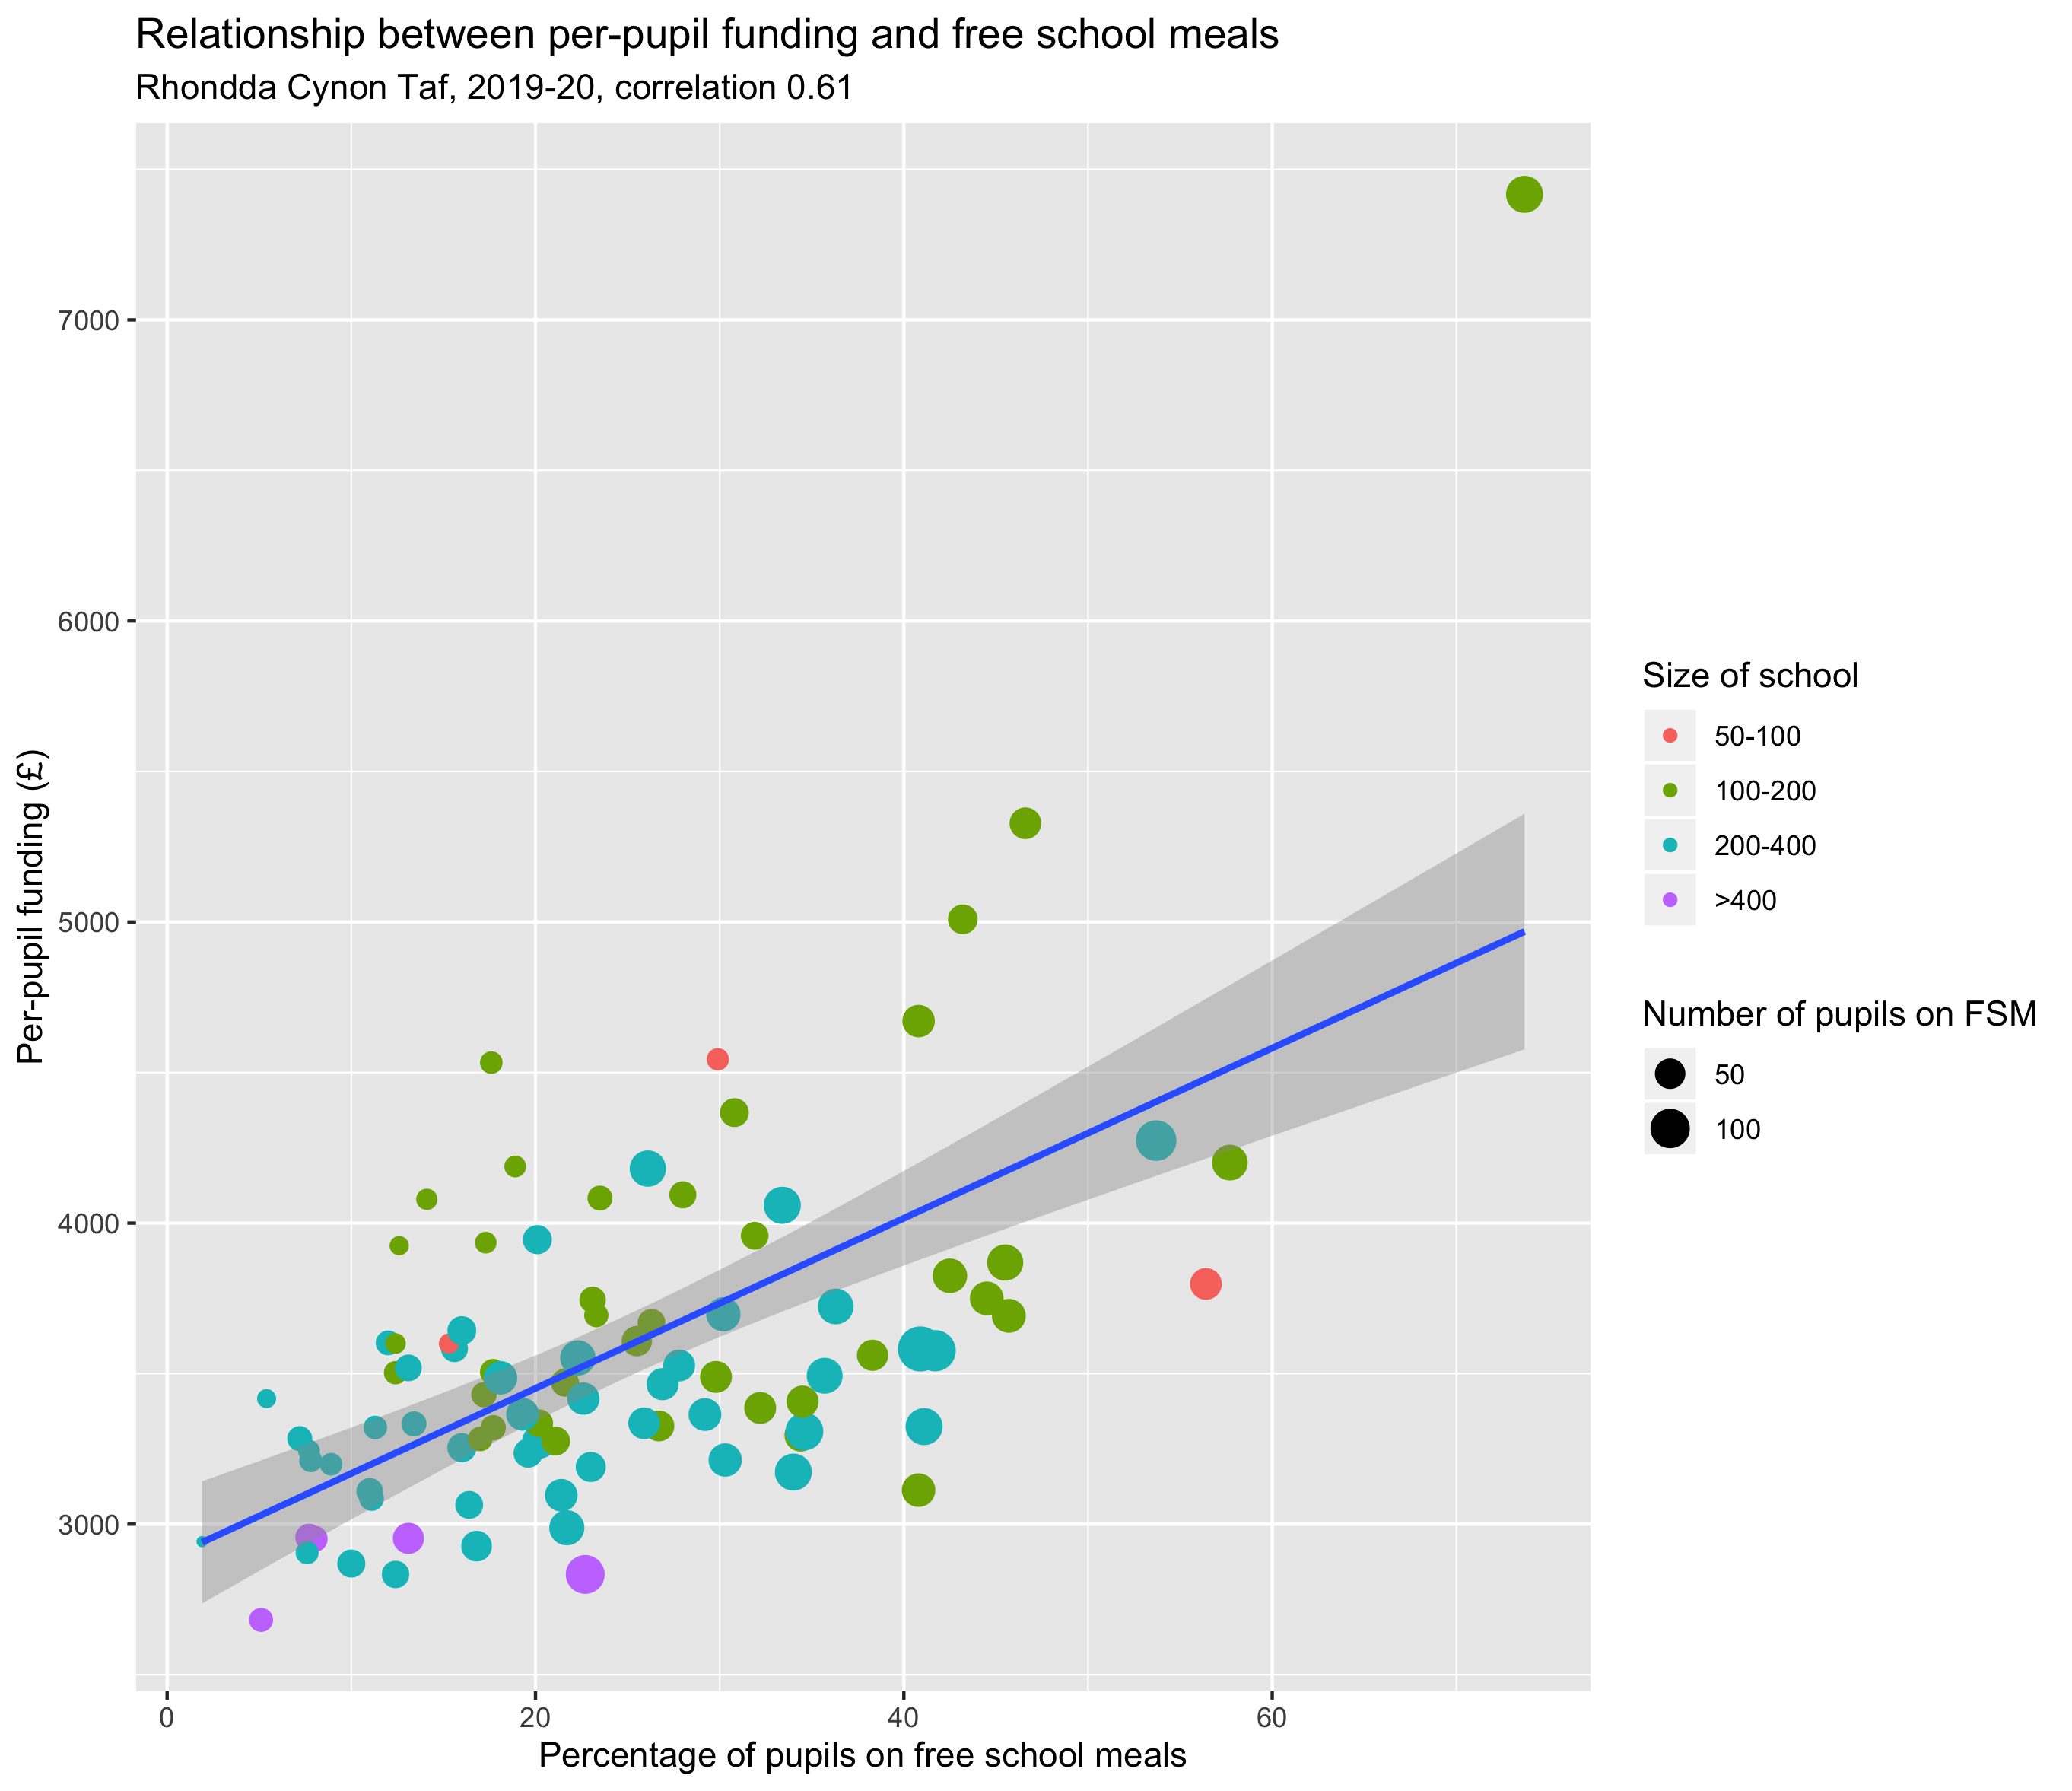 Relationship between per-pupil funding and free school meals
Rhondda Cynon Taf, 2019-20, correlation 0.61
Per-pupil funding (£)
7000
6000
5000
4000
3000
0
20
40
60
Percentage of pupils on free school meals
Size of school
50-100
100-200
200-400
>400
Number of pupils on FSM
50
100